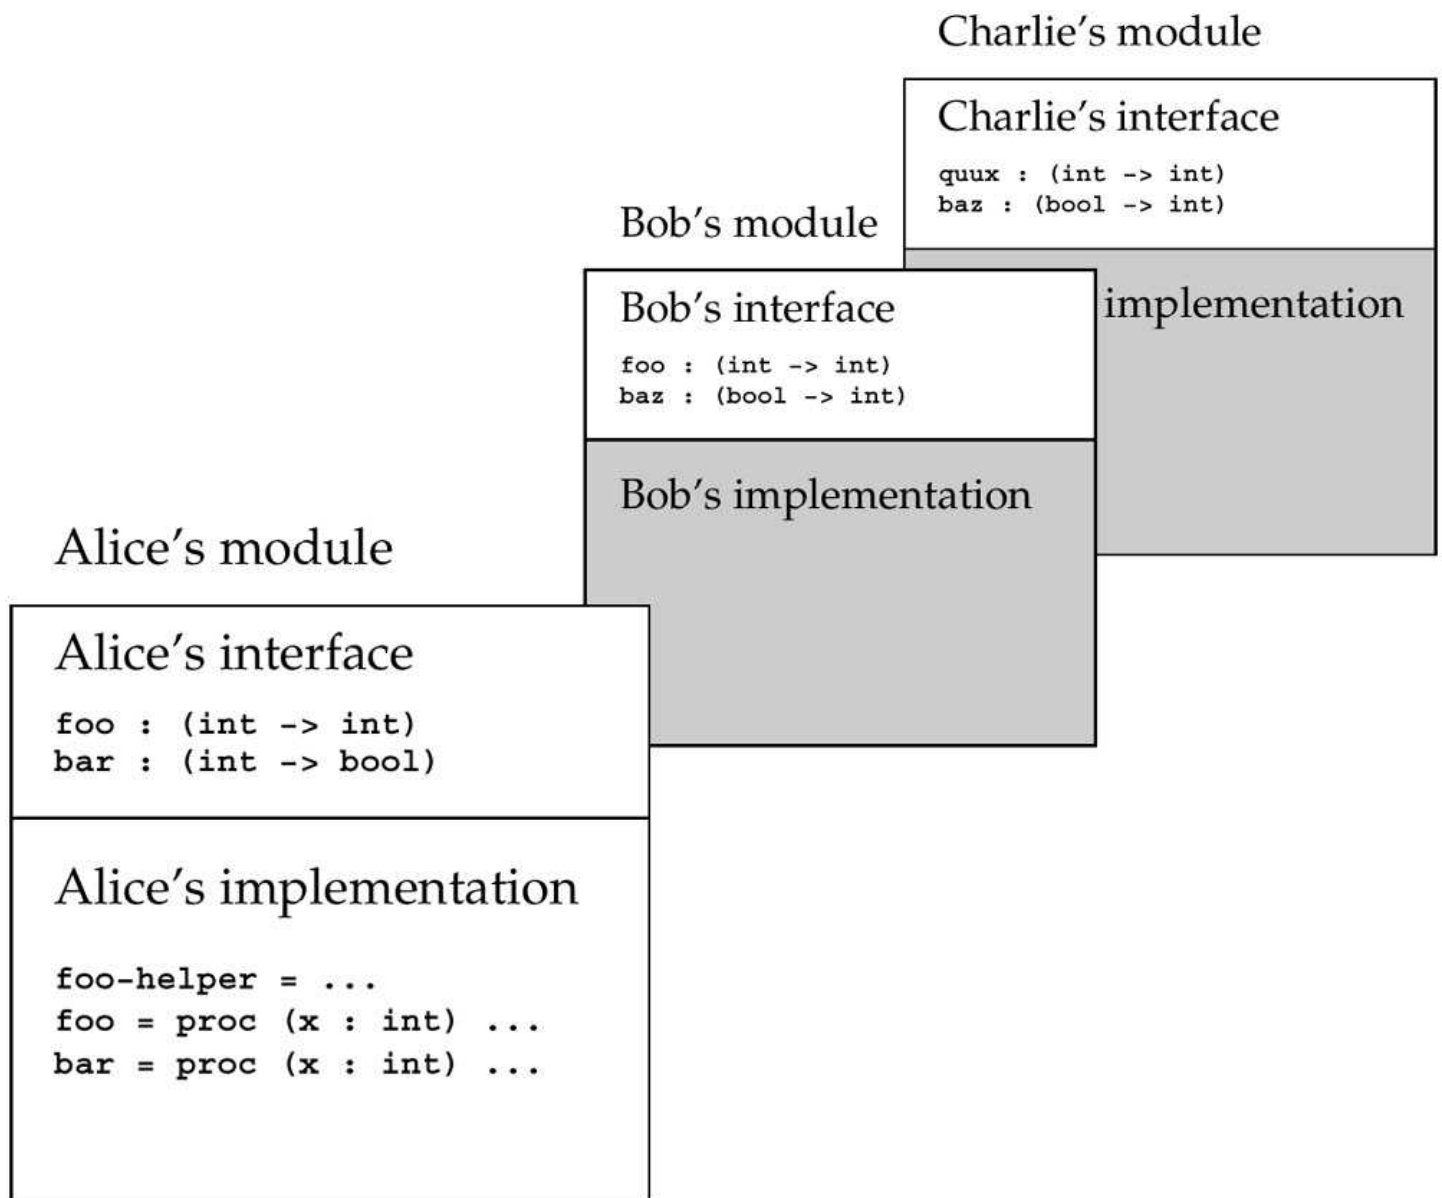 Charlie's module
Charlie's interface
quux : (int -> int)
baz : (bool -> int)
implementation
Bob's module
Bob's interface
foo : (int -> int)
baz : (bool -> int)
Bob's implementation
Alice's module
Alice's interface
foo : (int -> int)
bar : (int -> bool)
Alice's implementation
foo-helper = ...
foo = proc (x : int) ...
bar = proc (x : int) ...